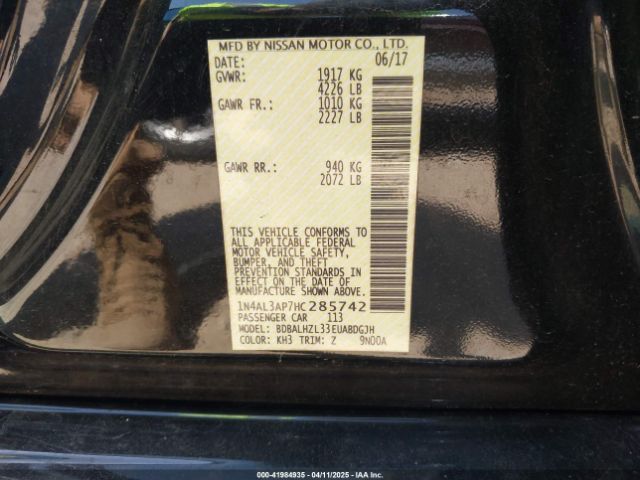 MFD BY NISSAN MOTOR CO., LTD.
DATE: 06/17
GVWR: 1917 KG
4226 LB
GAWR FR.: 1010 KG
2227 LB
GAWR RR.: 940 KG
2072 LB
THIS VEHICLE CONFORMS TO
ALL APPLICABLE FEDERAL
MOTOR VEHICLE SAFETY,
BUMPER, AND THEFT
PREVENTION STANDARDS IN
EFFECT ON THE DATE OF
MANUFACTURE SHOWN ABOVE.
1N4AL3AP7HC285742
PASSENGER CAR 113
MODEL: BDBALHZL33EUABDGJH
COLOR: KH3 TRIM: Z 9N00A
000-41984935 - 04/11/2025 - IAA Inc.